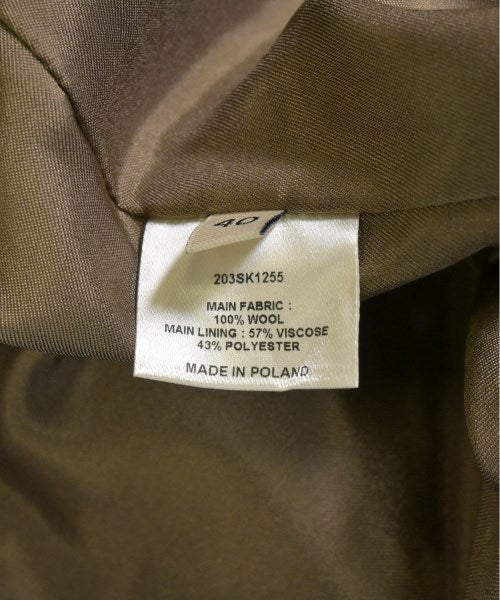 40
203SK1255
MAIN FABRIC :
100% WOOL
MAIN LINING : 57% VISCOSE
43% POLYESTER
MADE IN POLAND